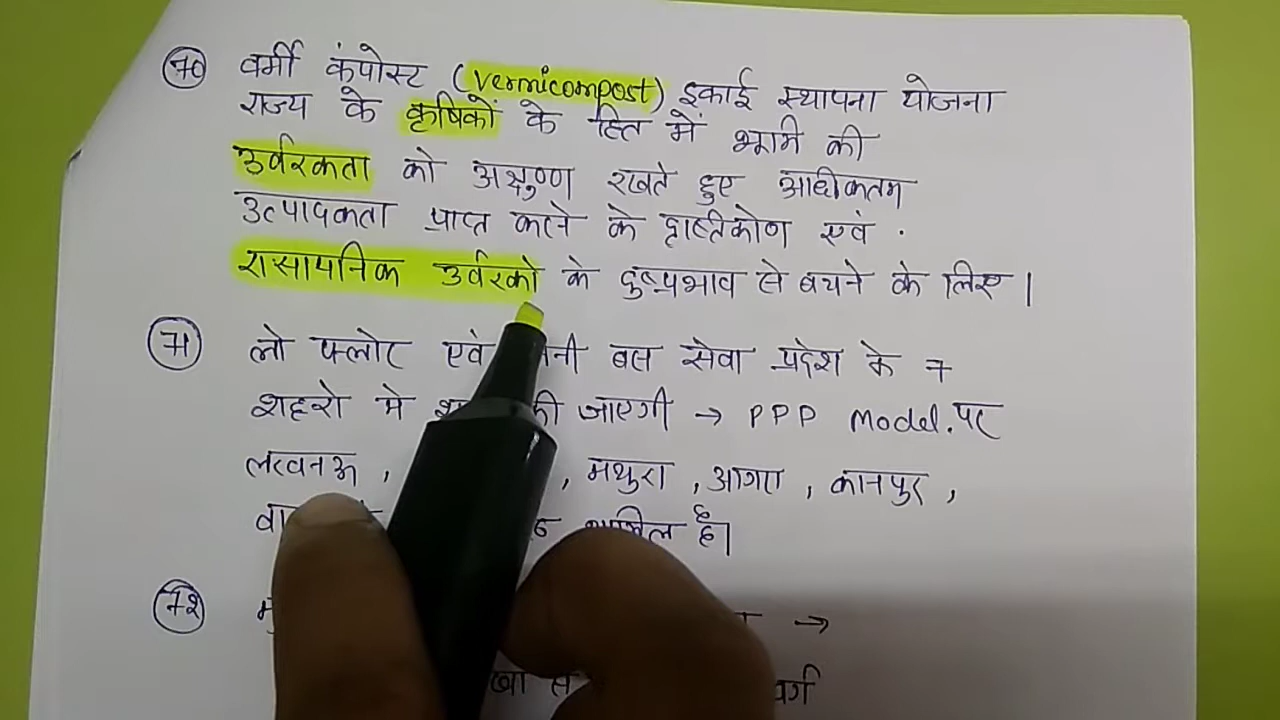 70 वर्मी कंपोस्ट (vermicompost) इकाई स्थापना योजना
राज्य के कृषिकों के हित में भूमि की
उर्वरकता को अक्षुण्ण रखते हुए अधीकतम
उत्पादकता प्राप्त करने के दृष्टिकोण एवं
रासायनिक उर्वरको के दुष्प्रभाव से बचने के लिए।
71 लो फ्लोर एवं बस सेवा प्रदेश के 7
शहरो मे की जाएगी → PPP Model. पर
लखनऊ, , मथुरा, आगरा, कानपुर,
शामिल है।
72 →
से वर्ग